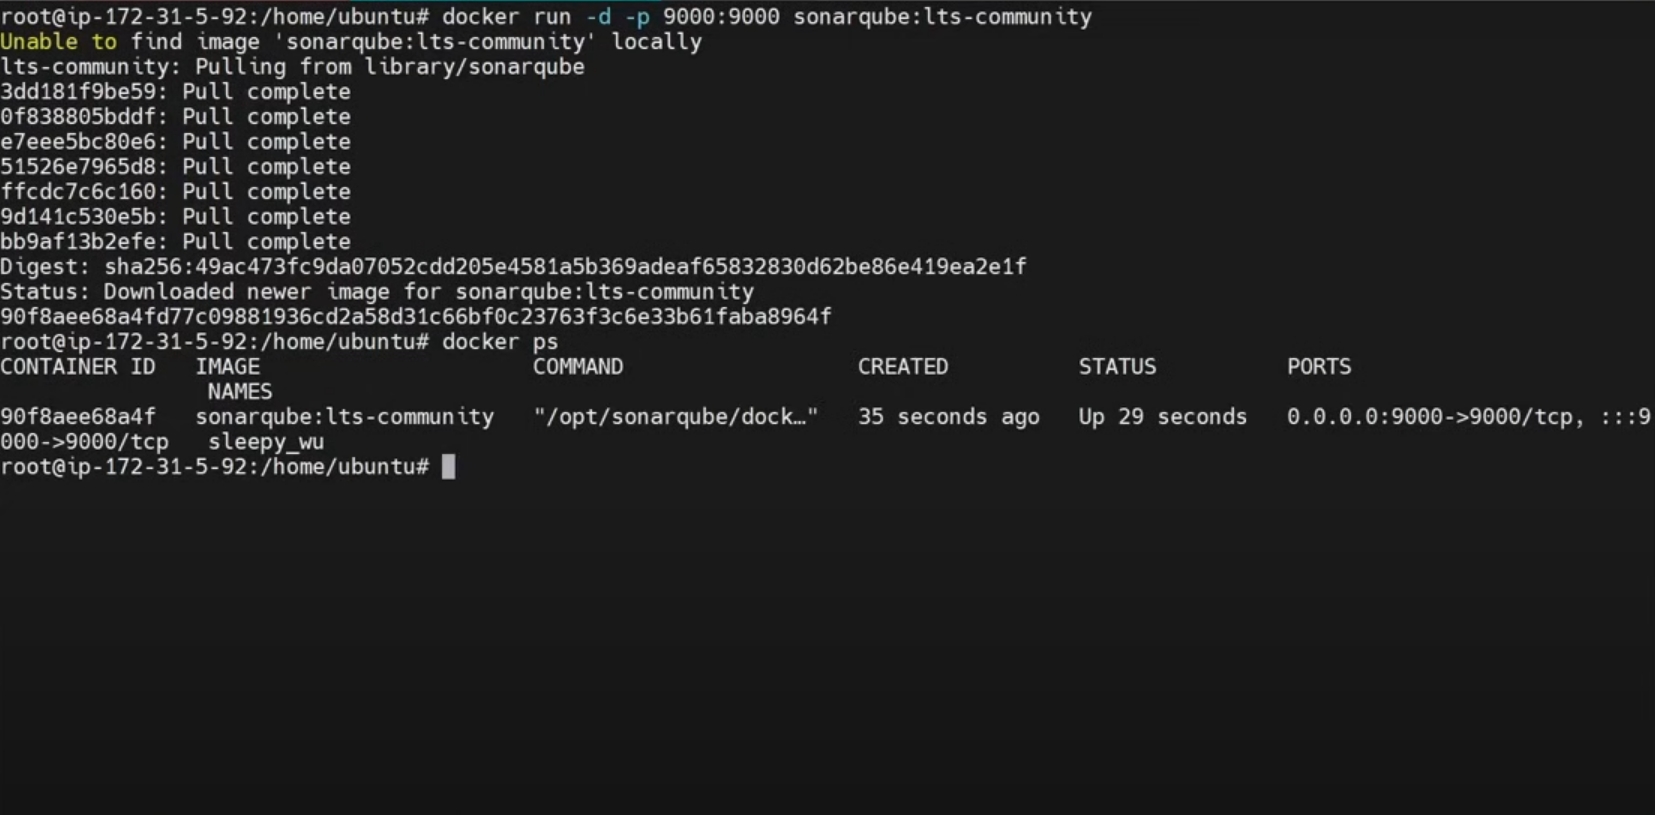 root@ip-172-31-5-92:/home/ubuntu# docker run -d -p 9000:9000 sonarqube:lts-community
Unable to find image 'sonarqube:lts-community' locally
lts-community: Pulling from library/sonarqube
3dd181f9be59: Pull complete
0f838805bddf: Pull complete
e7eee5bc80e6: Pull complete
51526e7965d8: Pull complete
ffcdc7c6c160: Pull complete
9d141c530e5b: Pull complete
bb9af13b2efe: Pull complete
Digest: sha256:49ac473fc9da07052cdd205e4581a5b369adeaf65832830d62be86e419ea2e1f
Status: Downloaded newer image for sonarqube:lts-community
90f8aee68a4fd77c09881936cd2a58d31c66bf0c23763f3c6e33b61faba8964f
root@ip-172-31-5-92:/home/ubuntu# docker ps
CONTAINER ID   IMAGE                     COMMAND                  CREATED          STATUS          PORTS
                NAMES
90f8aee68a4f   sonarqube:lts-community   "/opt/sonarqube/dock…"   35 seconds ago   Up 29 seconds   0.0.0.0:9000->9000/tcp, :::9
000->9000/tcp   sleepy_wu
root@ip-172-31-5-92:/home/ubuntu#